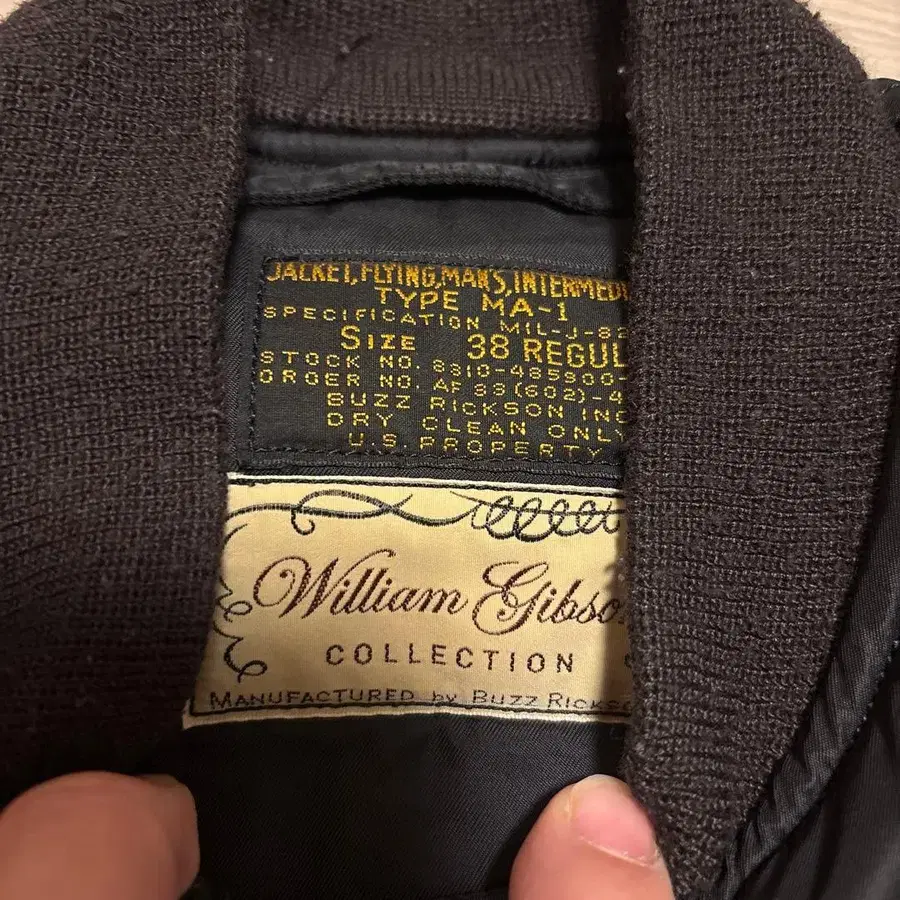 JACKET, FLYING, MAN'S, INTERMEDI
TYPE MA-1
SPECIFICATION MIL-J-82
SIZE 38 REGUL
STOCK NO. 8310-485900-
ORDER NO. AF 33(602)-4
BUZZ RICKSON INC
DRY CLEAN ONLY
U.S. PROPERTY
William Gibso
COLLECTION
MANUFACTURED by BUZZ RICKS